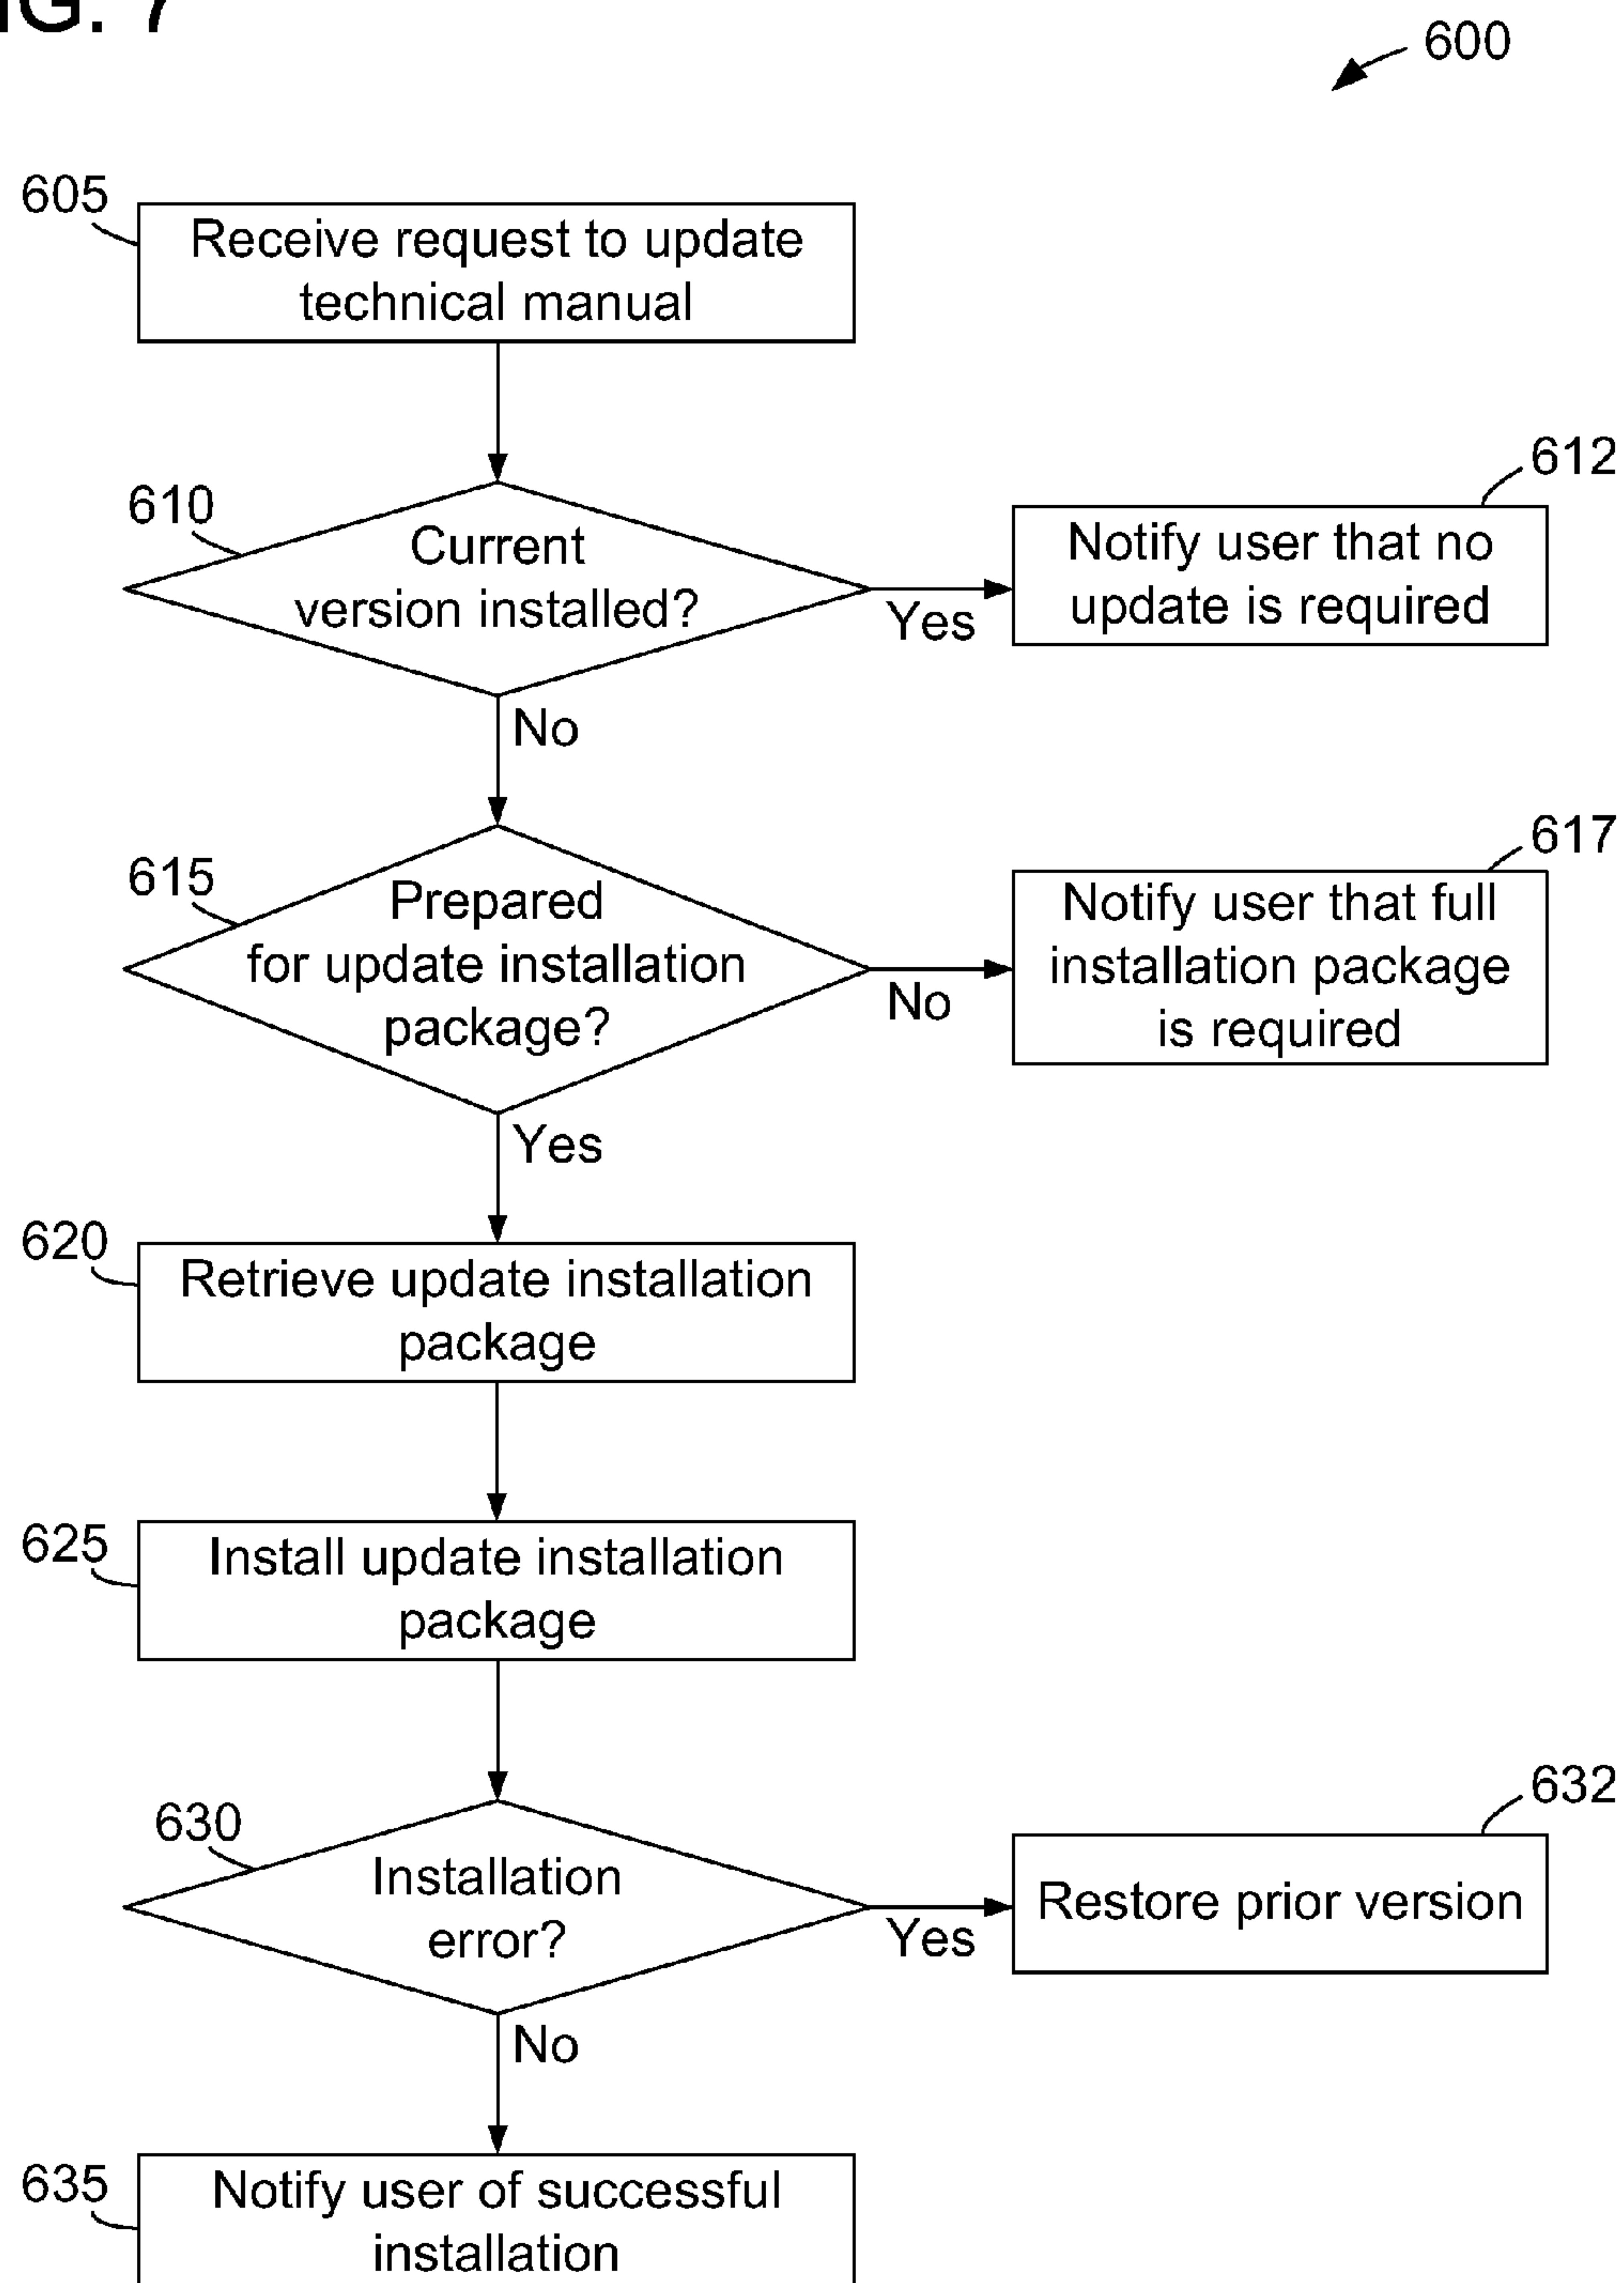 FIG. 7
600
605
Receive request to update
technical manual
610
Current
version installed?
Yes
612
Notify user that no
update is required
No
615
Prepared
for update installation
package?
No
617
Notify user that full
installation package
is required
Yes
620
Retrieve update installation
package
625
Install update installation
package
630
Installation
error?
Yes
632
Restore prior version
No
635
Notify user of successful
installation